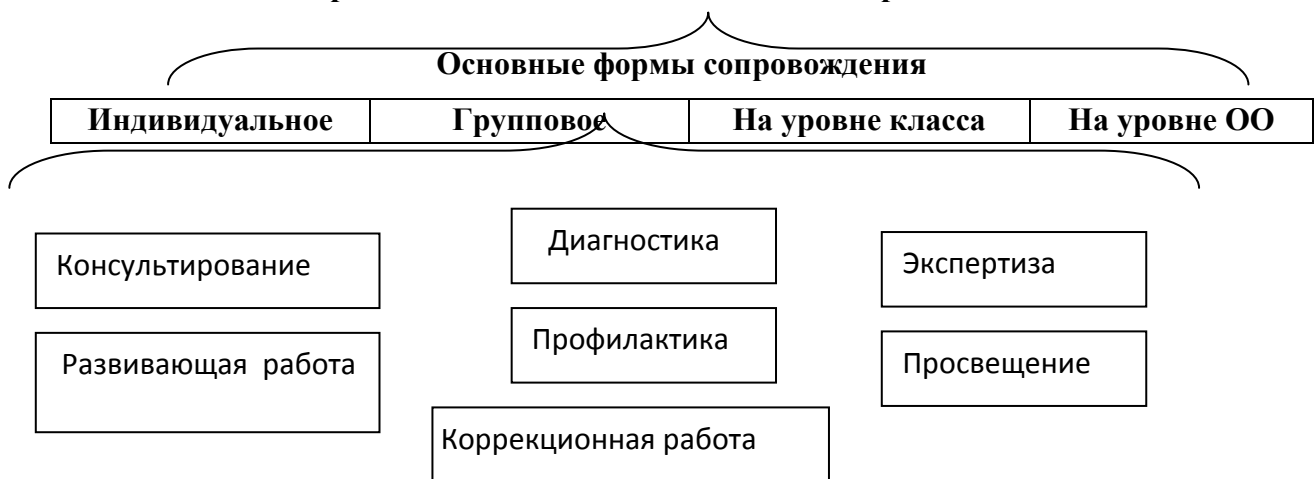 Основные формы сопровождения
Индивидуальное Групповое На уровне класса На уровне ОО
Консультирование
Диагностика
Экспертиза
Развивающая работа
Профилактика
Просвещение
Коррекционная работа